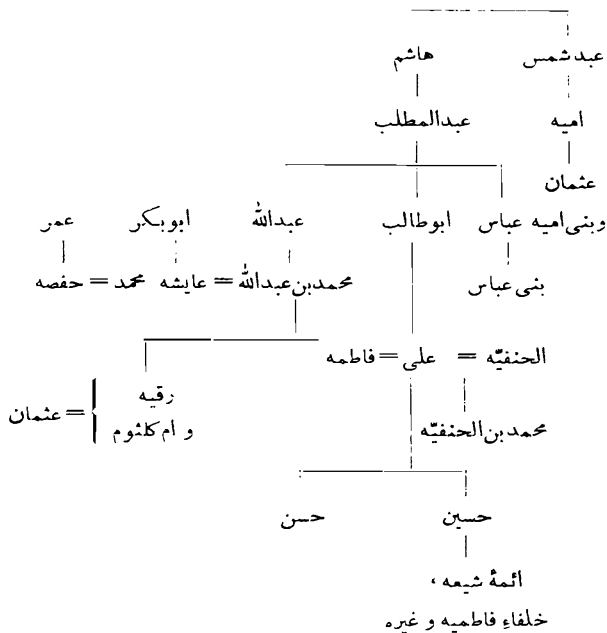 عبدشمس هاشم
امیه عبدالمطلب
عثمان
وبنی‌امیه عباس ابوطالب عبدالله ابوبکر عمر
بنی عباس محمدبن‌عبدالله = عایشه محمد = حفصه
الحنفیّه = علی = فاطمه
رقیه
و ام‌کلثوم } = عثمان
محمدبن‌الحنفیّه
حسین حسن
ائمهٔ شیعه،
خلفاءِ فاطمیه و غیره